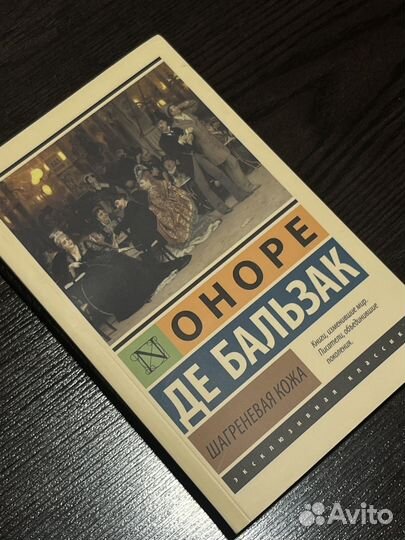 N
ОНОРЕ
ДЕ БАЛЬЗАК
ШАГРЕНЕВАЯ КОЖА
Книги, изменившие мир.
Писатели, объединившие
поколения.
ЭКСКЛЮЗИВНАЯ КЛАССИКА
Avito